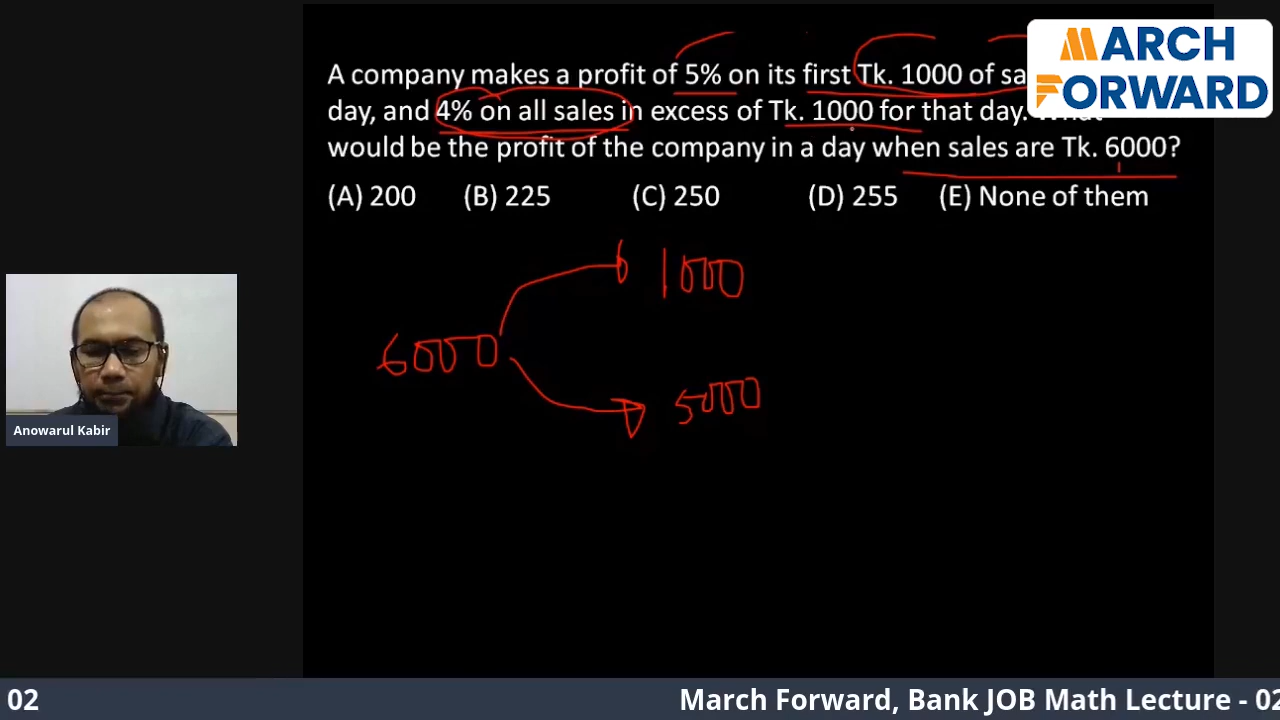 MARCH
FORWARD
A company makes a profit of 5% on its first Tk. 1000 of
day, and 4% on all sales in excess of Tk. 1000 for that day. What
would be the profit of the company in a day when sales are Tk. 6000?
(A) 200 (B) 225 (C) 250 (D) 255 (E) None of them
1000
6000
5000
Anowarul Kabir
02 March Forward, Bank JOB Math Lecture - 02